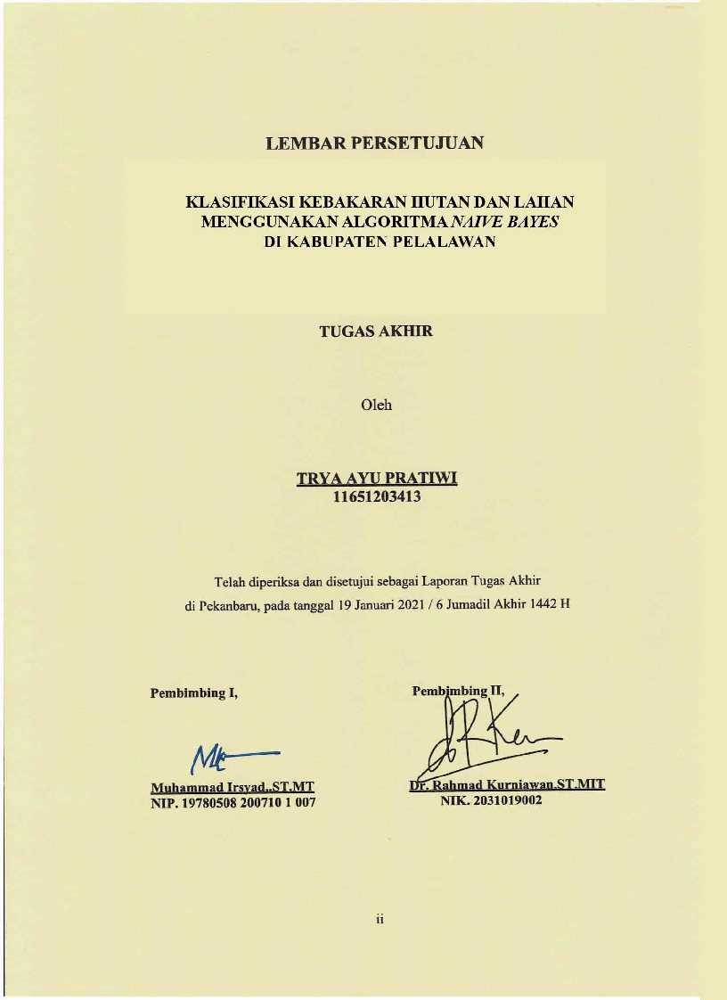 LEMBAR PERSETUJUAN
KLASIFIKASI KEBAKARAN HUTAN DAN LAHAN
MENGGUNAKAN ALGORITMA NAIVE BAYES
DI KABUPATEN PELALAWAN
TUGAS AKHIR
Oleh
TRYA AYU PRATIWI
11651203413
Telah diperiksa dan disetujui sebagai Laporan Tugas Akhir
di Pekanbaru, pada tanggal 19 Januari 2021 / 6 Jumadil Akhir 1442 H
Pembimbing I, Pembimbing II,
Muhammad Irsyad,.ST.MT Dr. Rahmad Kurniawan.ST.MIT
NIP. 19780508 200710 1 007 NIK. 2031019002
ii